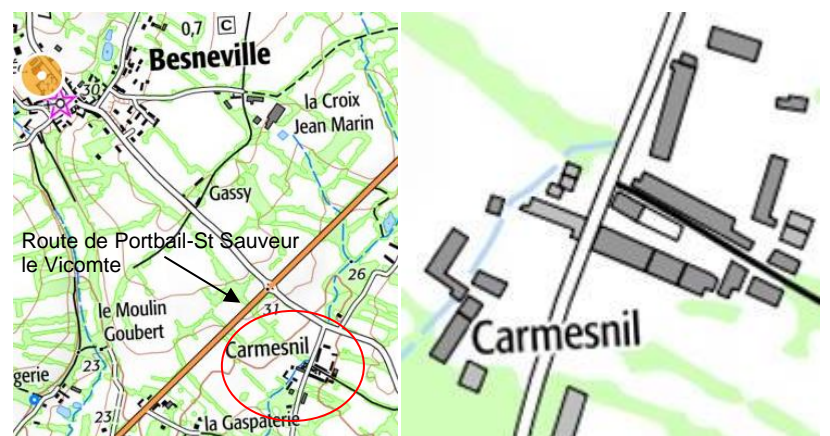 0,7 C
Besneville
30
la Croix
Jean Marin
Gassy
Route de Portbail-St Sauveur
le Vicomte
26
le Moulin
Goubert
31
Carmesnil
23
gerie
23
la Gaspaterie
Carmesnil